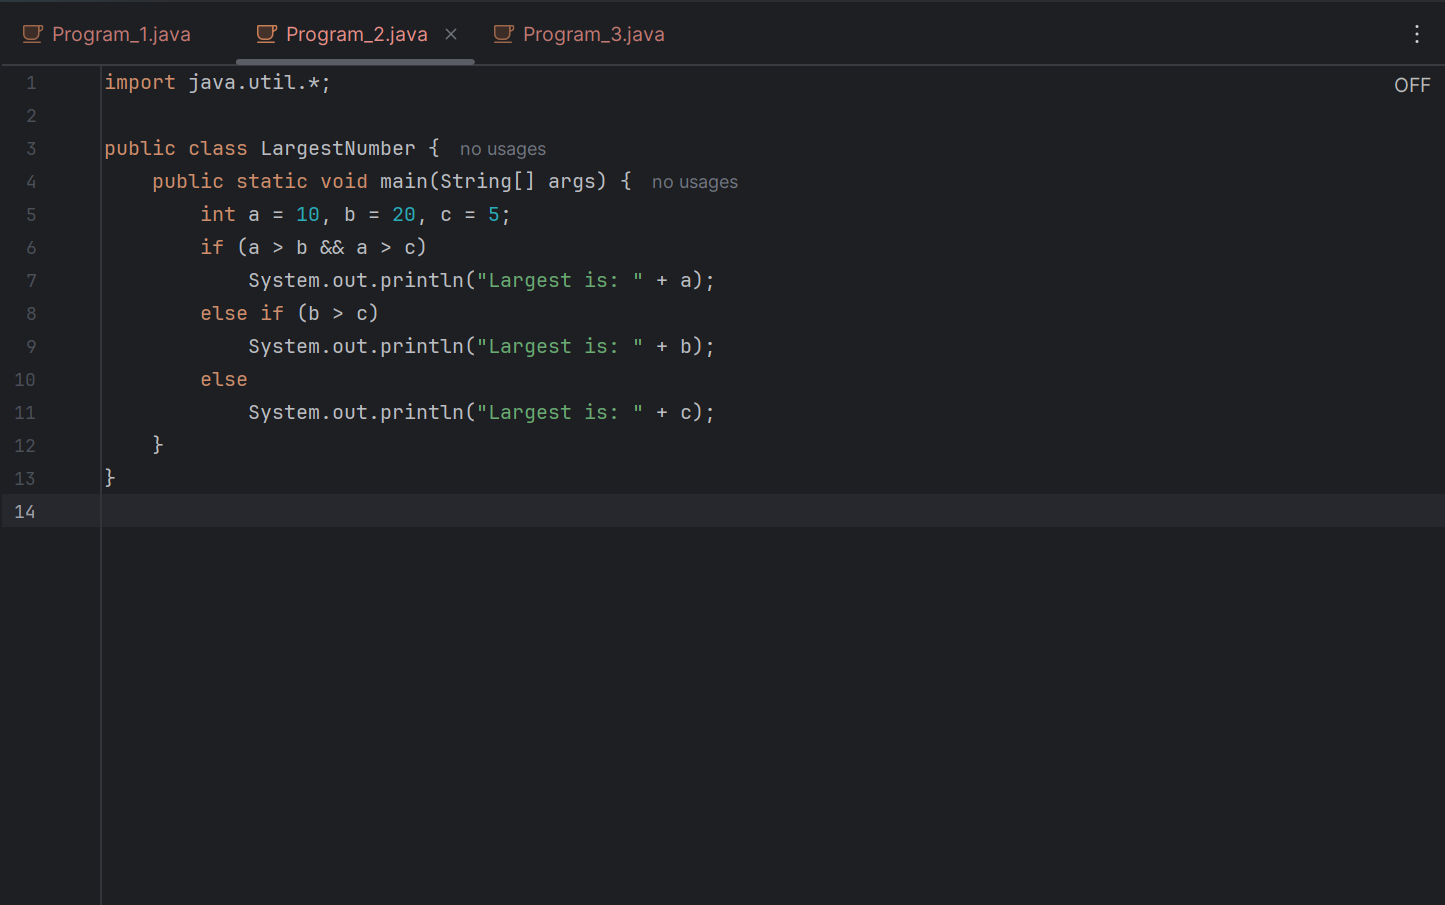 Program_1.java Program_2.java Program_3.java
OFF
1 import java.util.*;
2
3 public class LargestNumber { no usages
4     public static void main(String[] args) { no usages
5         int a = 10, b = 20, c = 5;
6         if (a > b && a > c)
7             System.out.println("Largest is: " + a);
8         else if (b > c)
9             System.out.println("Largest is: " + b);
10         else
11             System.out.println("Largest is: " + c);
12     }
13 }
14